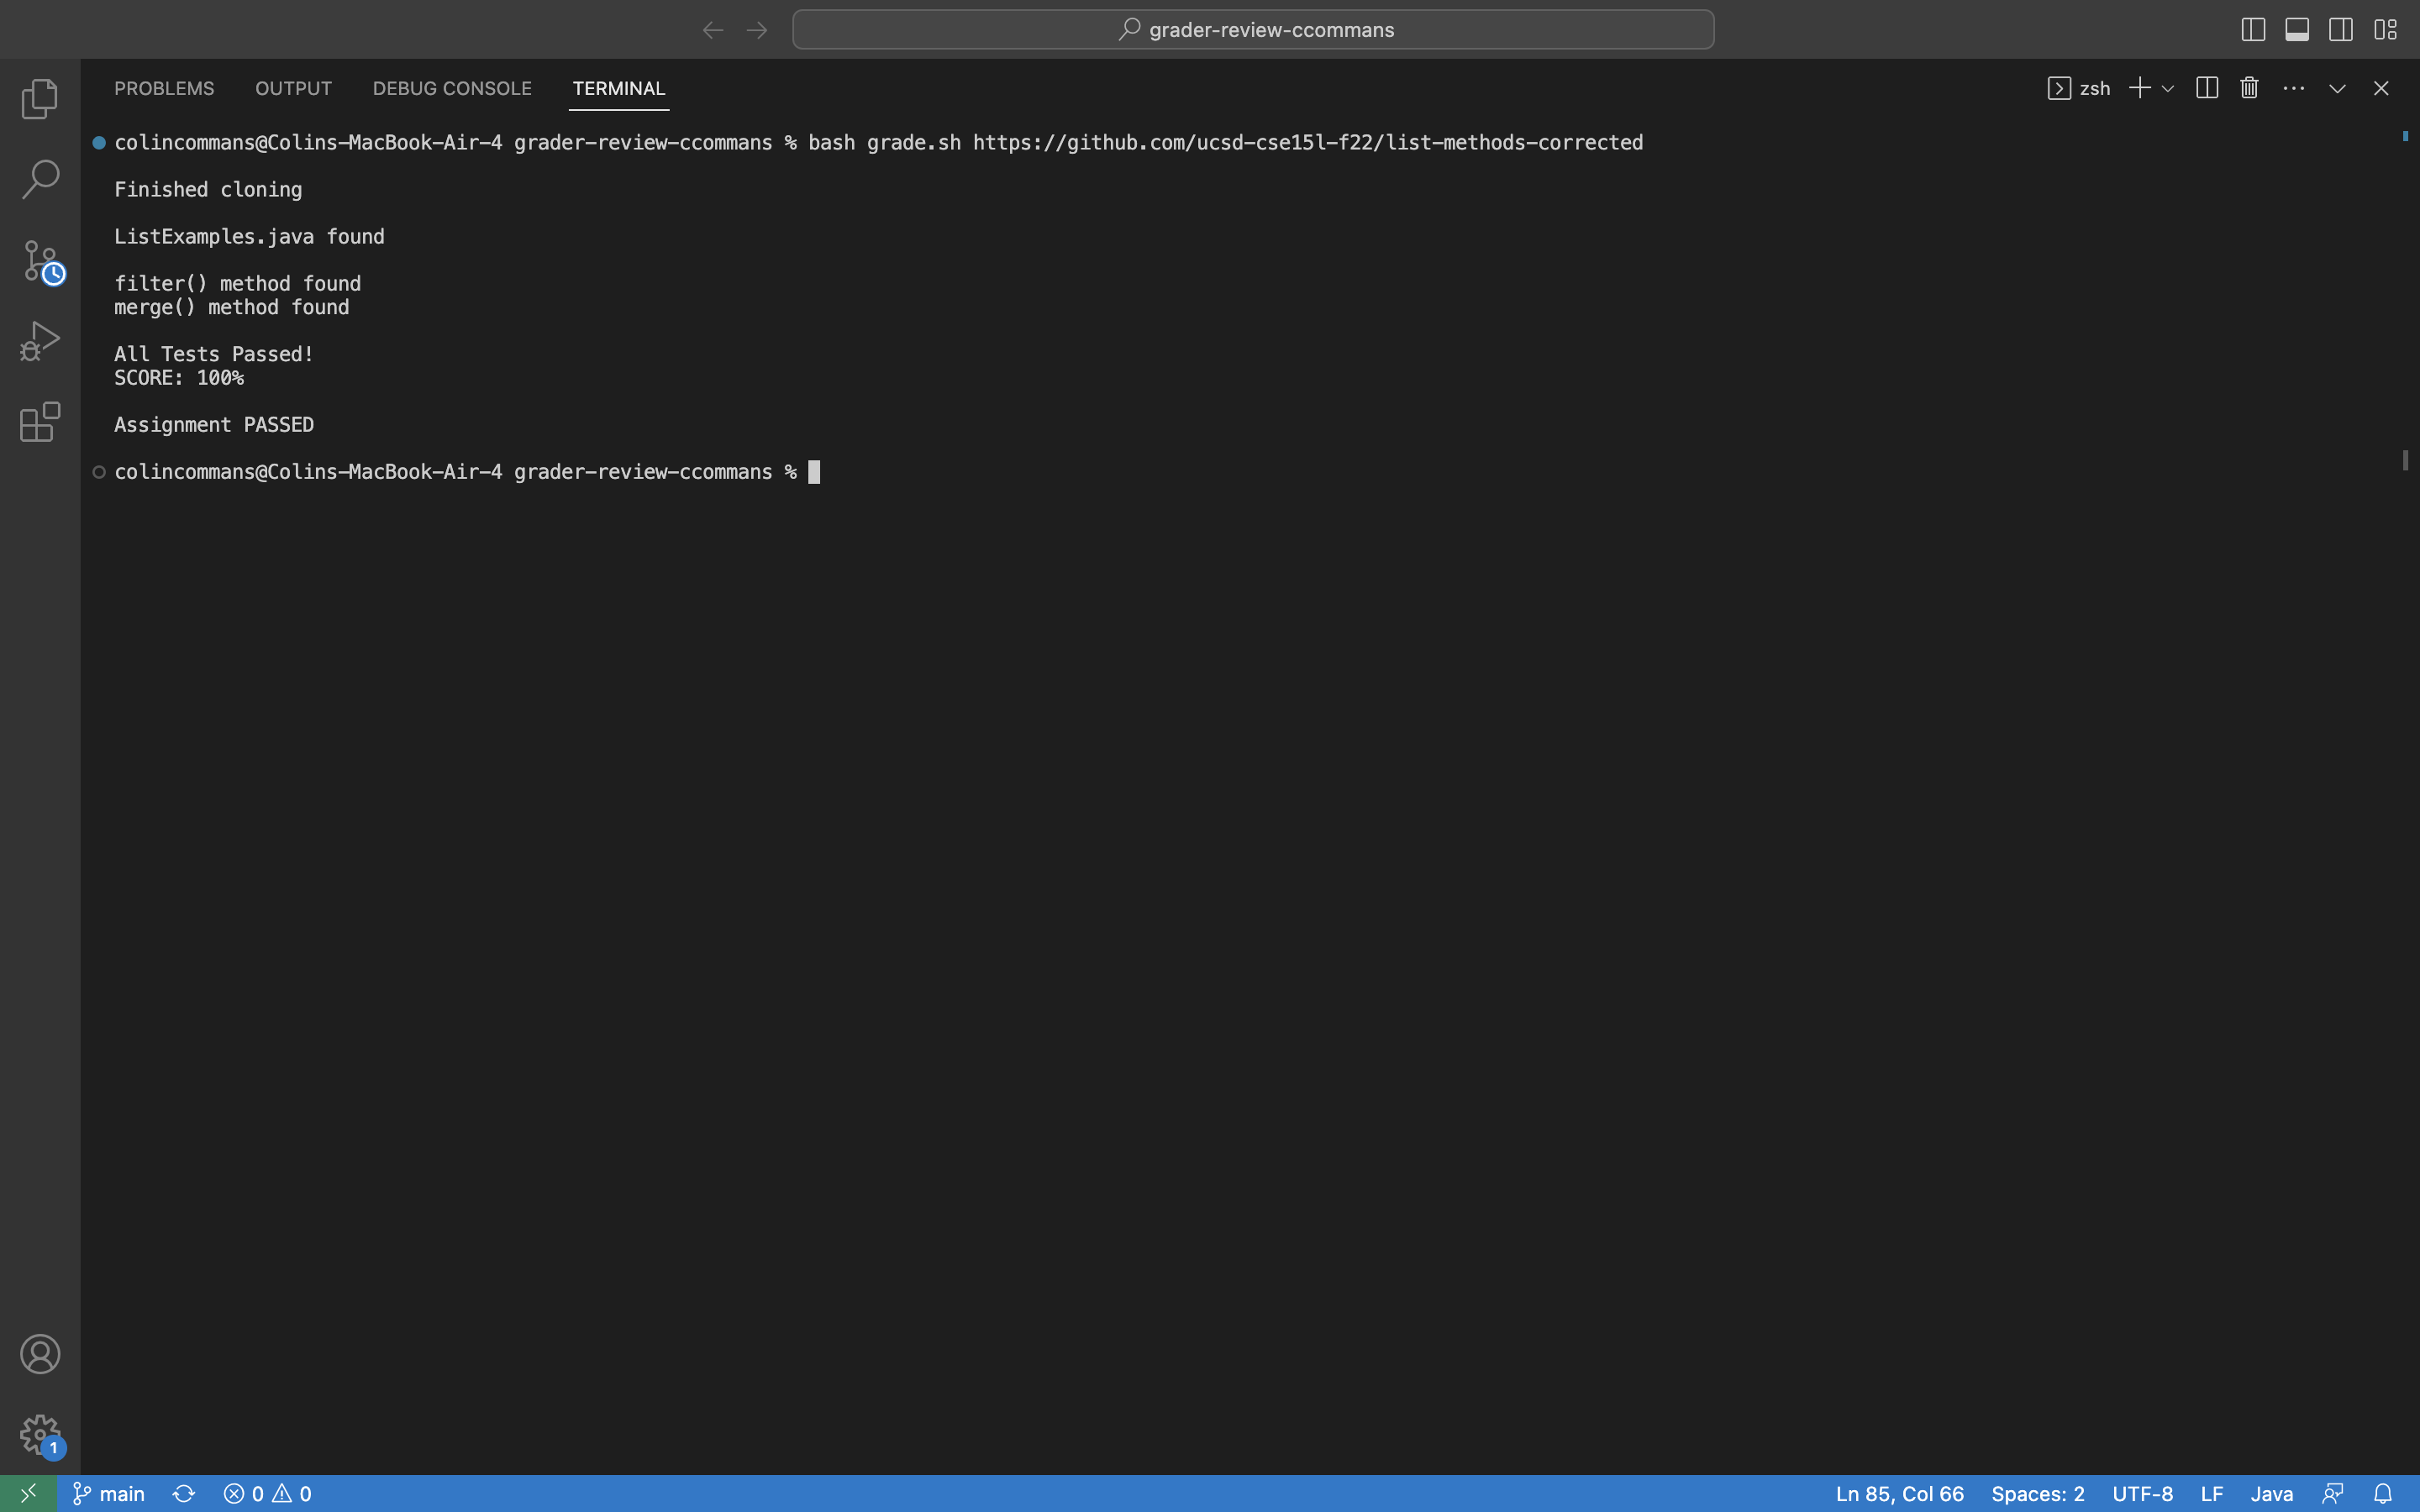 grader-review-ccommans
PROBLEMS OUTPUT DEBUG CONSOLE TERMINAL zsh
colincommans@Colins-MacBook-Air-4 grader-review-ccommans % bash grade.sh https://github.com/ucsd-cse15l-f22/list-methods-corrected
Finished cloning
ListExamples.java found
filter() method found
merge() method found
All Tests Passed!
SCORE: 100%
Assignment PASSED
colincommans@Colins-MacBook-Air-4 grader-review-ccommans %
1
main 0 0 Ln 85, Col 66 Spaces: 2 UTF-8 LF Java